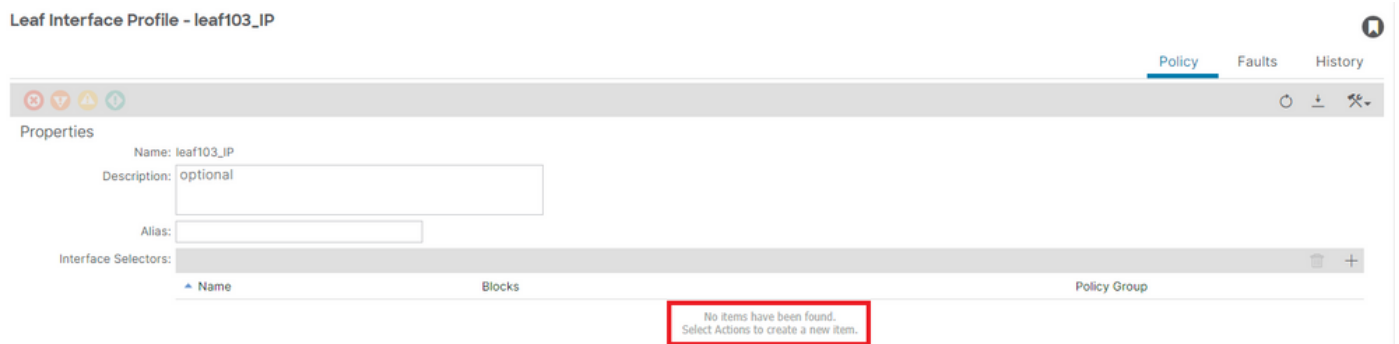 Leaf Interface Profile - leaf103_IP
Policy Faults History
Properties
Name: leaf103_IP
Description: optional
Alias:
Interface Selectors:
Name Blocks Policy Group
No items have been found.
Select Actions to create a new item.